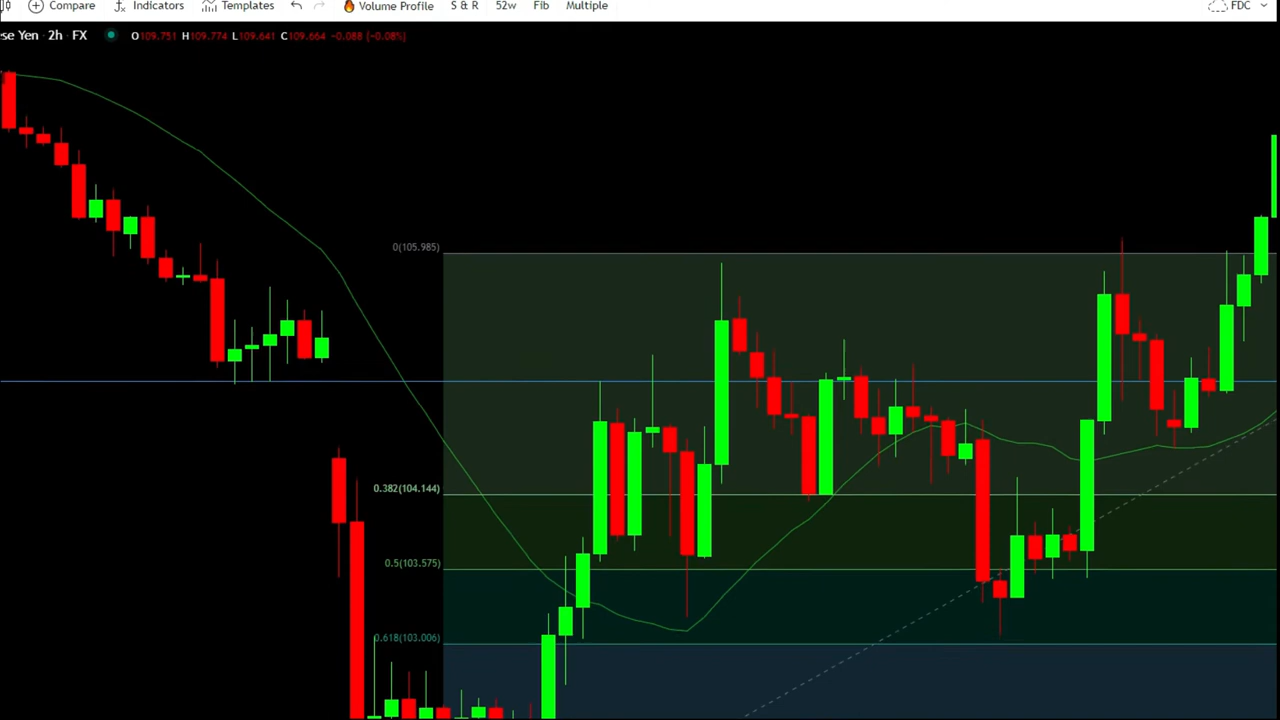 Compare Indicators Templates Volume Profile S & R 52w Fib Multiple FDC
se Yen 2h FX O109.751 H109.774 L109.641 C109.664 -0.088 (-0.08%)
0(105.985)
0.382(104.144)
0.5(103.575)
0.618(103.006)